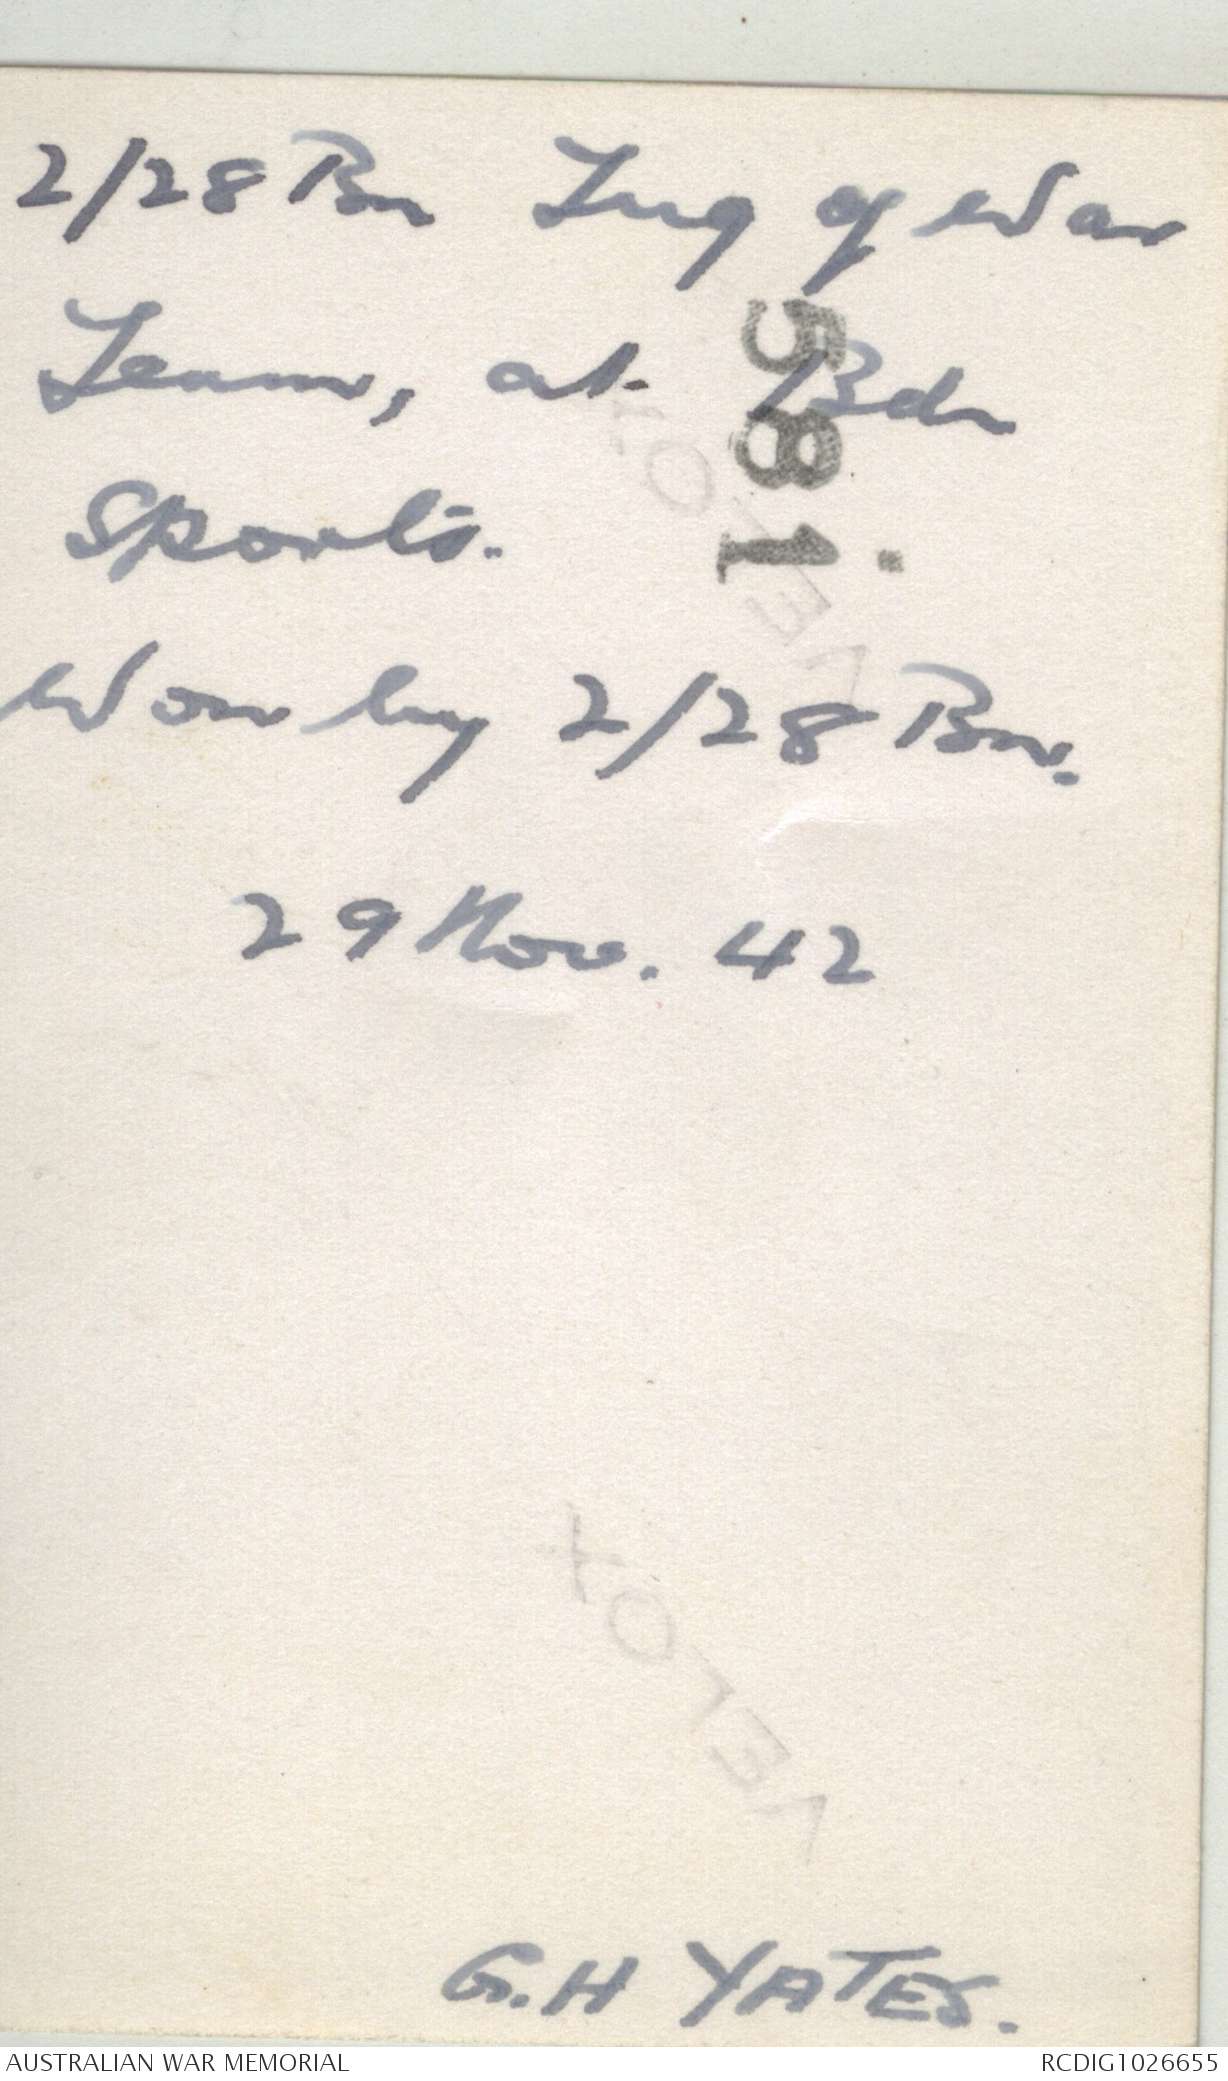 2/28 Bn Tug of War
Team, at Bde
Sports.
Won by 2/28 Bn.
29 Nov. 42
581.
VELOX
G.H YATES.
AUSTRALIAN WAR MEMORIAL
RCDIG1026655